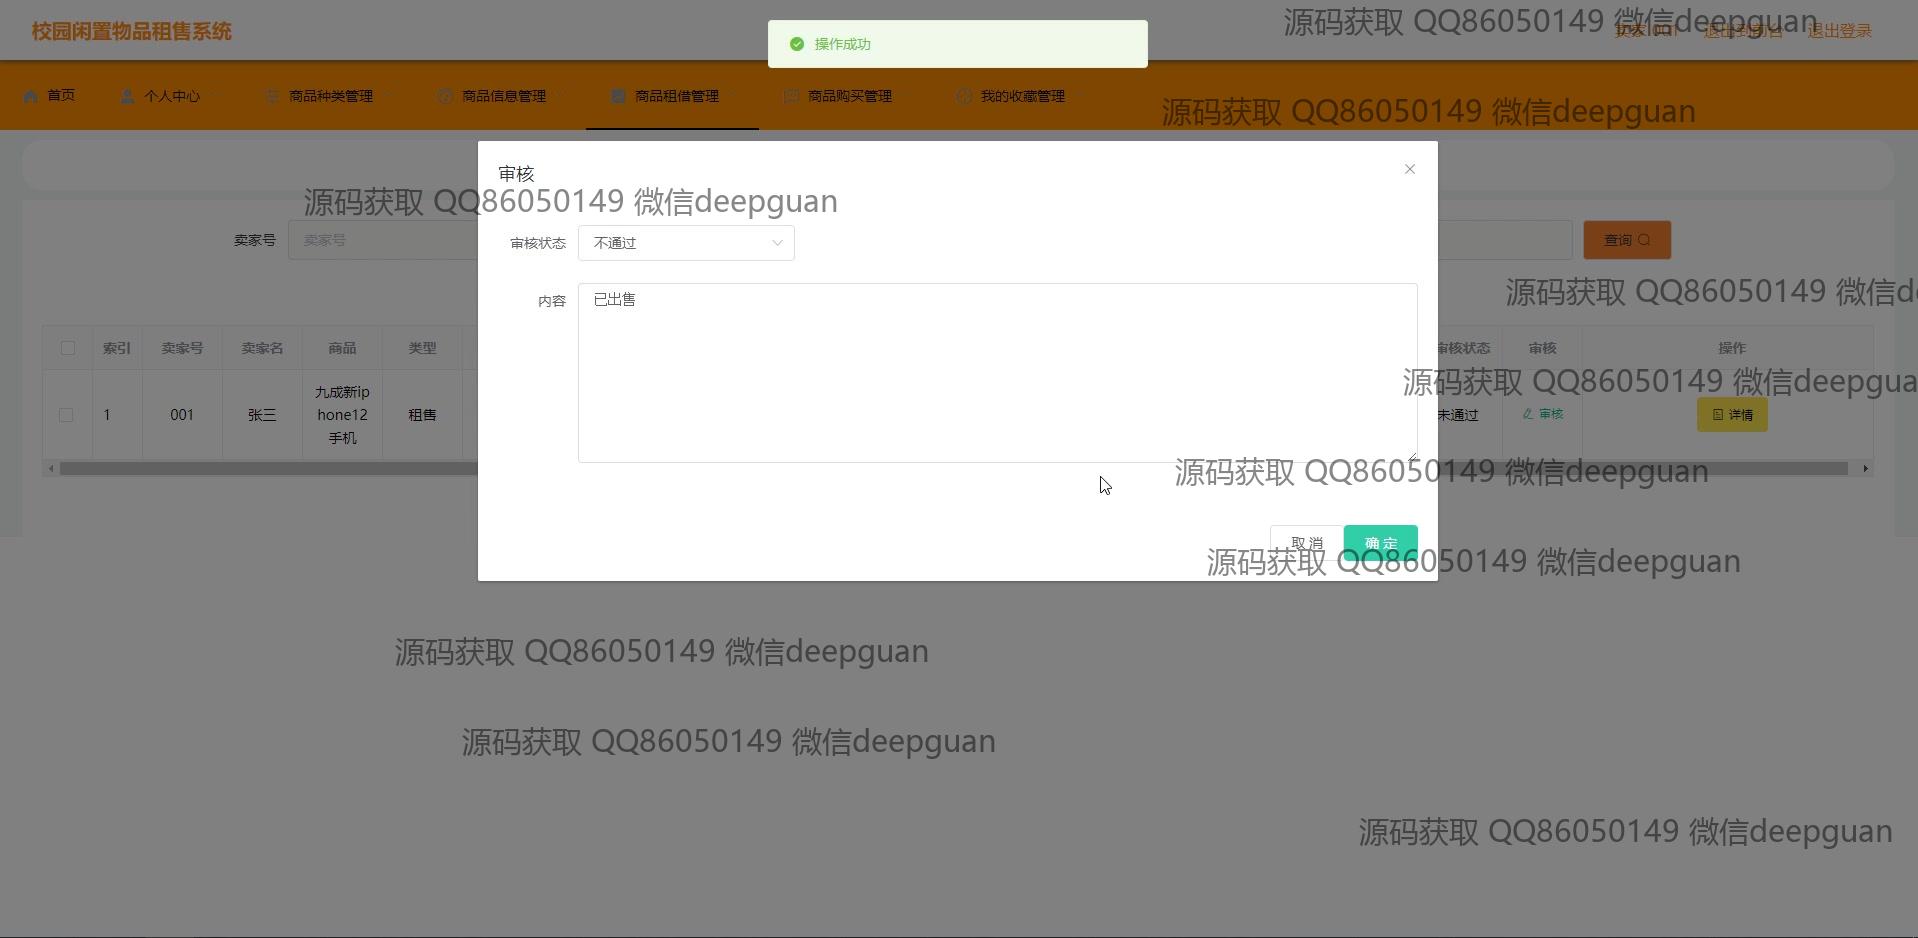 校园闲置物品租售系统
操作成功
源码获取 QQ86050149 微信deepguan
卖家 001
退出到前台
退出登录
首页
个人中心
商品种类管理
商品信息管理
商品租借管理
商品购买管理
我的收藏管理
源码获取 QQ86050149 微信deepguan
审核
源码获取 QQ86050149 微信deepguan
卖家号
卖家号
审核状态
不通过
查询
源码获取 QQ86050149 微信d
内容
已出售
索引
卖家号
卖家名
商品
类型
审核状态
审核
操作
源码获取 QQ86050149 微信deepgua
1
001
张三
九成新ip
hone12
手机
租售
未通过
审核
详情
源码获取 QQ86050149 微信deepguan
取消
确定
源码获取 QQ86050149 微信deepguan
源码获取 QQ86050149 微信deepguan
源码获取 QQ86050149 微信deepguan
源码获取 QQ86050149 微信deepguan